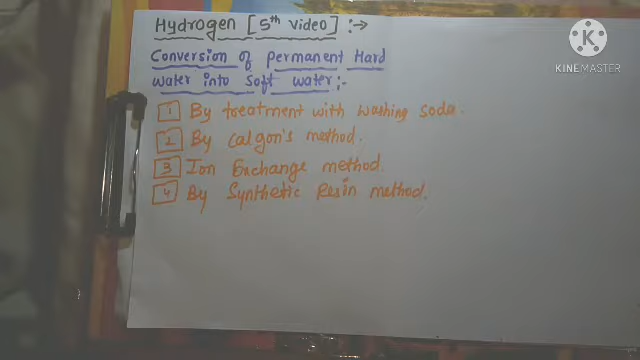 Hydrogen [5th video] :→
Conversion of permanent Hard
water into soft water:-
1 By treatment with washing soda.
2 By calgon's method.
3 Ion Exchange method.
4 By Synthetic Resin method.
K
KINEMASTER